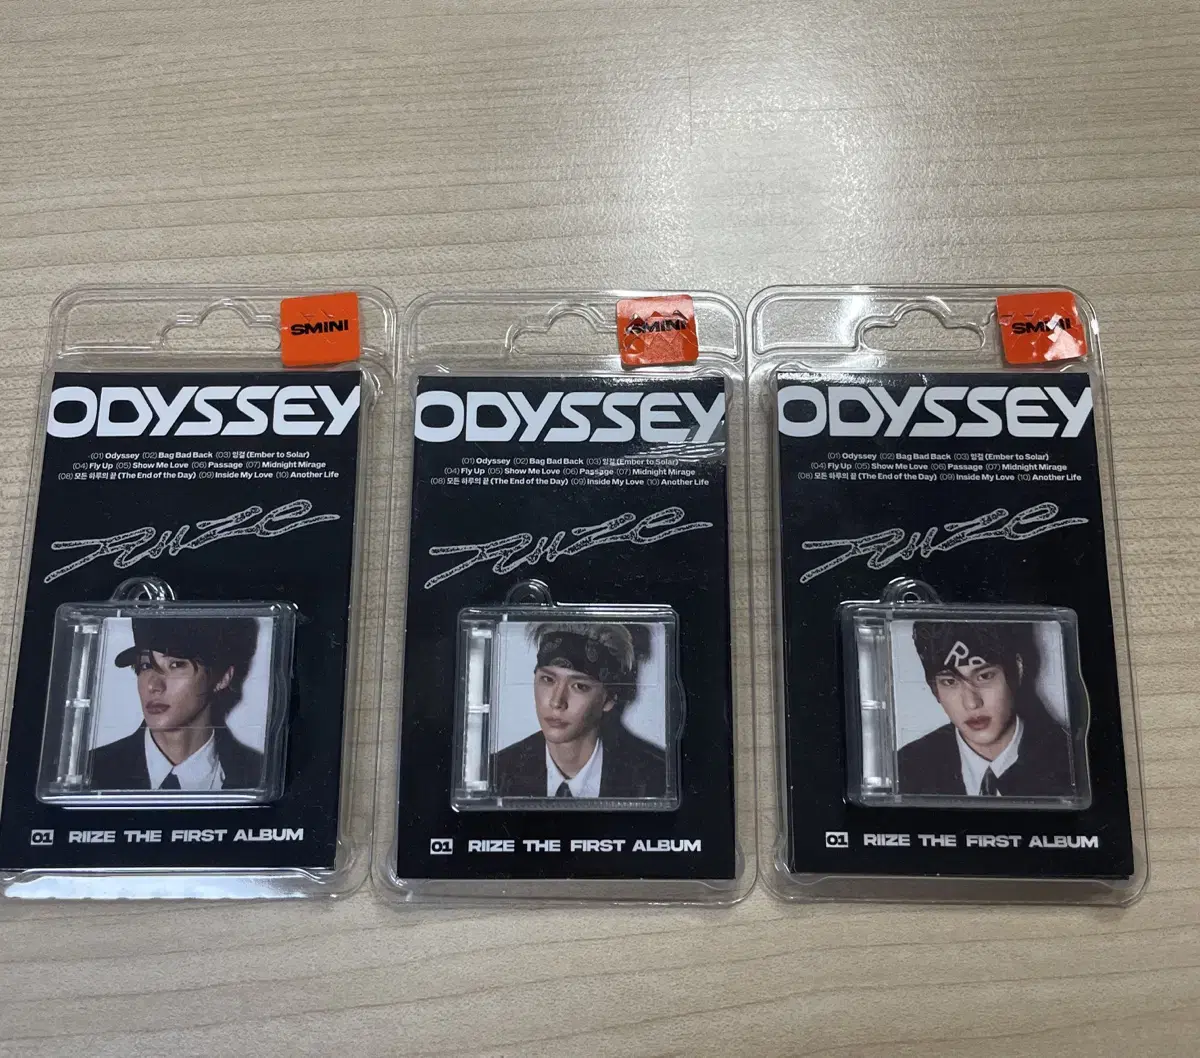 SMINI
ODYSSEY
(01) Odyssey (02) Bag Bad Back (03) 잉걸 (Ember to Solar)
(04) Fly Up (05) Show Me Love (06) Passage (07) Midnight Mirage
(08) 모든 하루의 끝 (The End of the Day) (09) Inside My Love (10) Another Life
RIIZE
01 RIIZE THE FIRST ALBUM
SMINI
ODYSSEY
(01) Odyssey (02) Bag Bad Back (03) 잉걸 (Ember to Solar)
(04) Fly Up (05) Show Me Love (06) Passage (07) Midnight Mirage
(08) 모든 하루의 끝 (The End of the Day) (09) Inside My Love (10) Another Life
RIIZE
01 RIIZE THE FIRST ALBUM
SMINI
ODYSSEY
(01) Odyssey (02) Bag Bad Back (03) 잉걸 (Ember to Solar)
(04) Fly Up (05) Show Me Love (06) Passage (07) Midnight Mirage
(08) 모든 하루의 끝 (The End of the Day) (09) Inside My Love (10) Another Life
RIIZE
01 RIIZE THE FIRST ALBUM